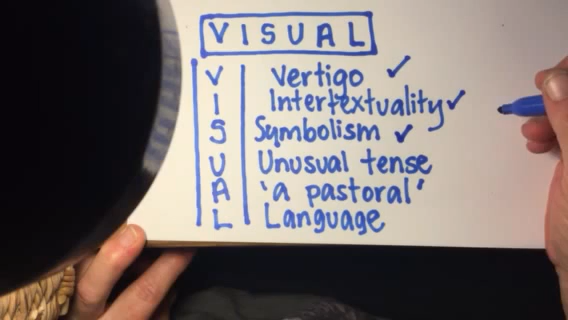 VISUAL
V Vertigo ✓
I Intertextuality ✓
S Symbolism ✓
U Unusual tense
A 'a pastoral'
L Language